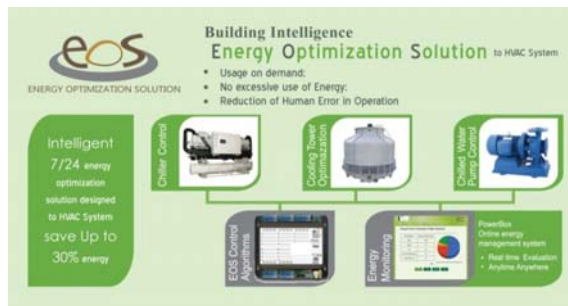 eos
ENERGY OPTIMIZATION SOLUTION
Building Intelligence
Energy Optimization Solution to HVAC System
• Usage on demand;
• No excessive use of Energy;
• Reduction of Human Error in Operation
Intelligent
7/24 energy
optimization
solution designed
to HVAC System
save Up to
30% energy
Chiller Control
Cooling Tower
Optimazation
Chilled Water
Pump Control
EOS Control
Algorithms
Energy
Monitoring
PowerBox
Online energy
management system
• Real time Evaluation
• Anytime Anywhere